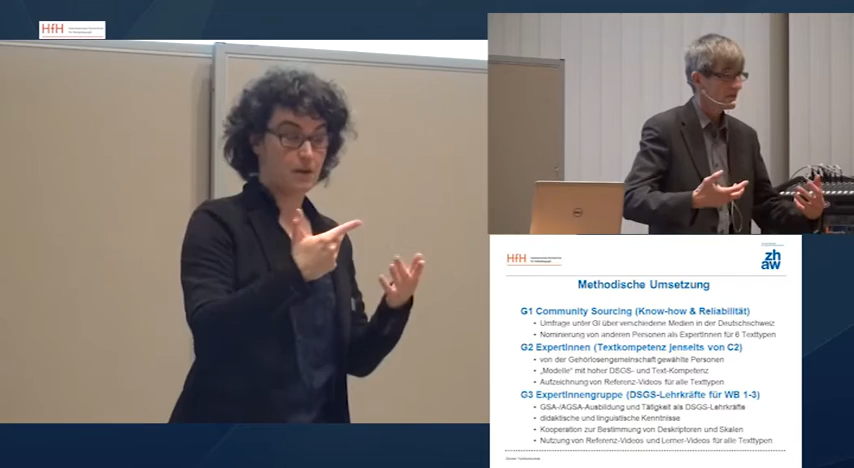 HfH
HfH
zh
aw
Methodische Umsetzung
G1 Community Sourcing (Know-how & Reliabilität)
• Umfrage unter Gl über verschiedene Medien in der Deutschschweiz
• Nominierung von anderen Personen als ExpertInnen für 6 Texttypen
G2 ExpertInnen (Textkompetenz jenseits von C2)
• von der Gehörlosengemeinschaft gewählte Personen
• „Modelle" mit hoher DSGS- und Text-Kompetenz
• Aufzeichnung von Referenz-Videos für alle Texttypen
G3 ExpertInnengruppe (DSGS-Lehrkräfte für WB 1-3)
• GSA-/AGSA-Ausbildung und Tätigkeit als DSGS-Lehrkräfte
• didaktische und linguistische Kenntnisse
• Kooperation zur Bestimmung von Deskriptoren und Skalen
• Nutzung von Referenz-Videos und Lerner-Videos für alle Texttypen